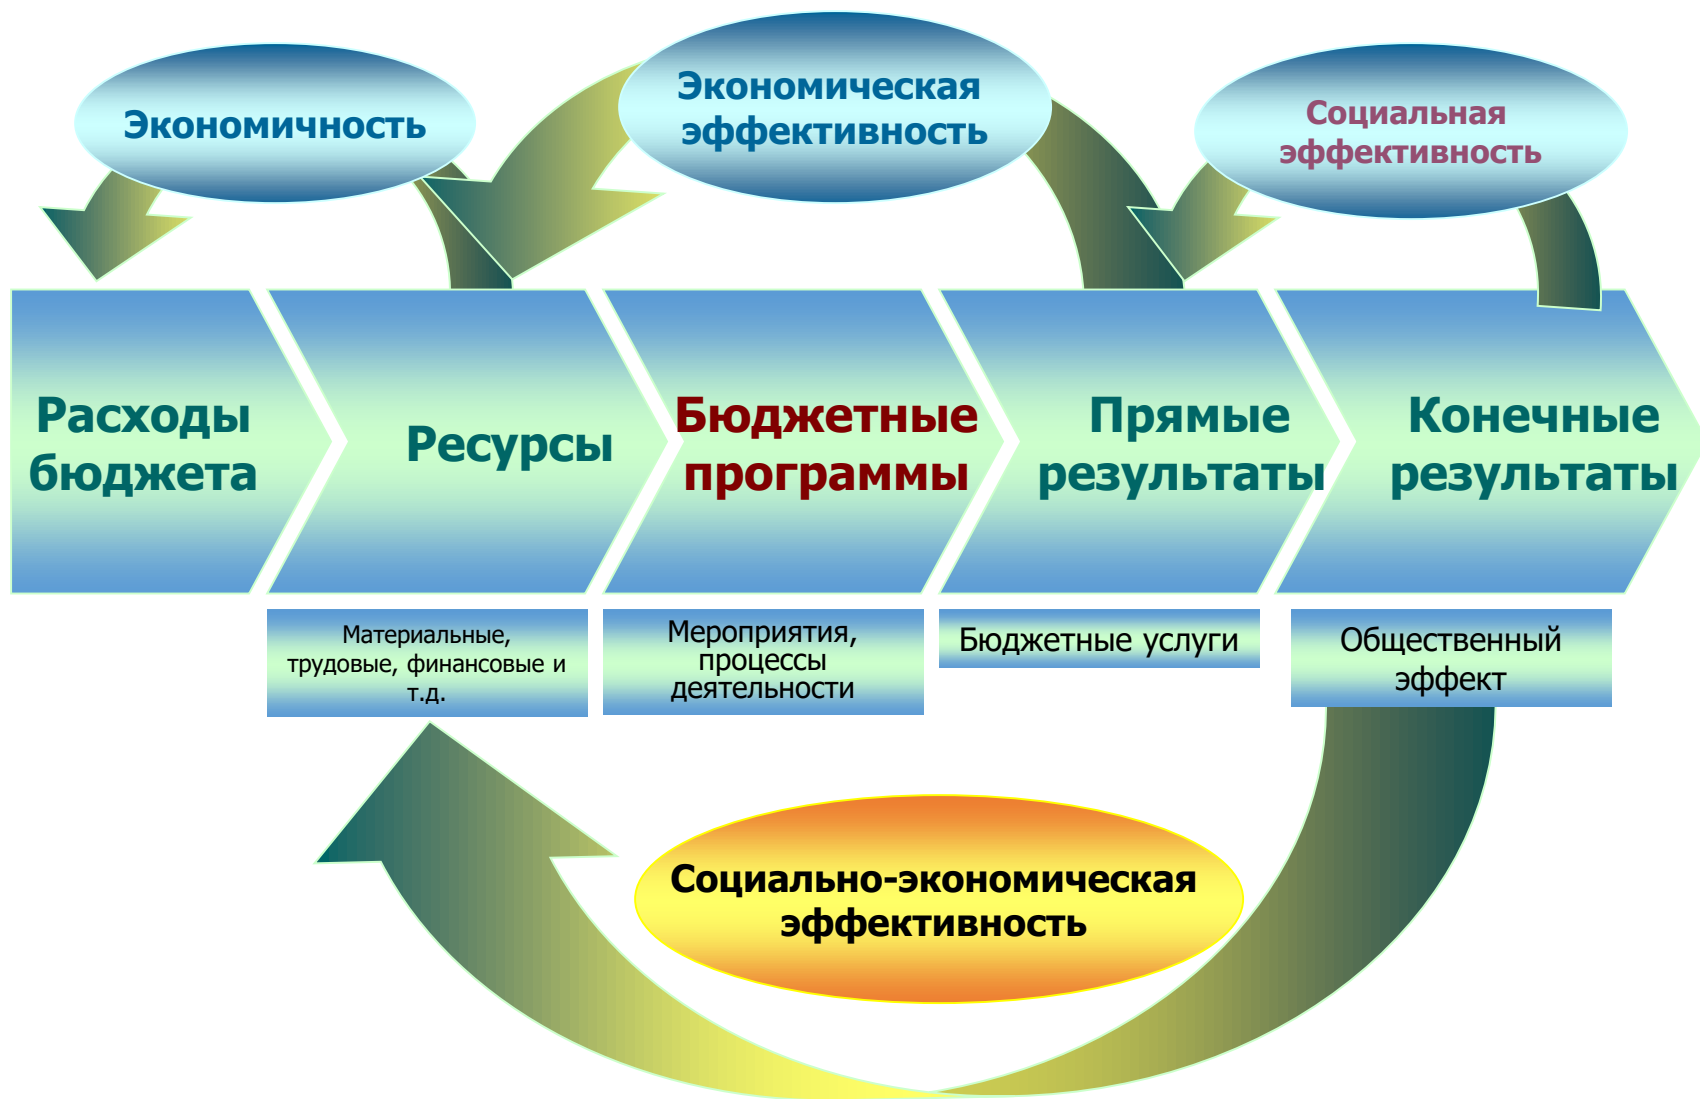 Экономичность
Экономическая
эффективность
Социальная
эффективность
Расходы
бюджета
Ресурсы
Бюджетные
программы
Прямые
результаты
Конечные
результаты
Материальные,
трудовые, финансовые и
т.д.
Мероприятия,
процессы
деятельности
Бюджетные услуги
Общественный
эффект
Социально-экономическая
эффективность